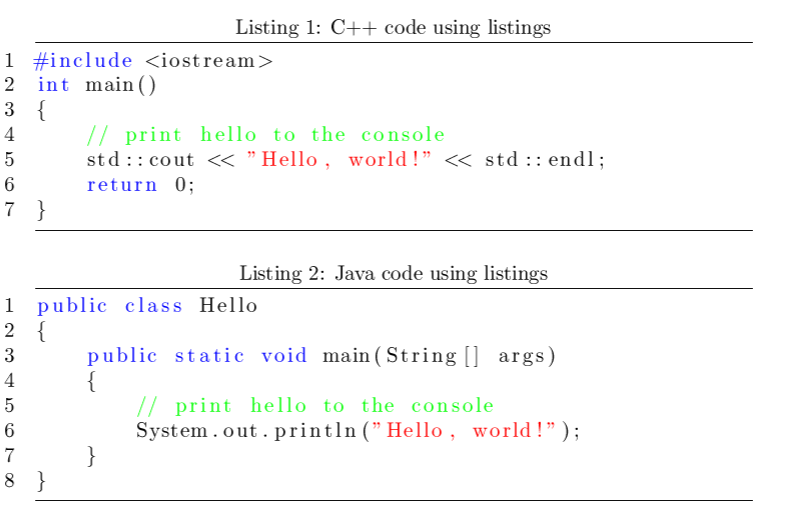 Listing 1: C++ code using listings
1 #include <iostream>
2 int main()
3 {
4     // print hello to the console
5     std::cout << "Hello, world!" << std::endl;
6     return 0;
7 }
Listing 2: Java code using listings
1 public class Hello
2 {
3     public static void main(String[] args)
4     {
5         // print hello to the console
6         System.out.println("Hello, world!");
7     }
8 }